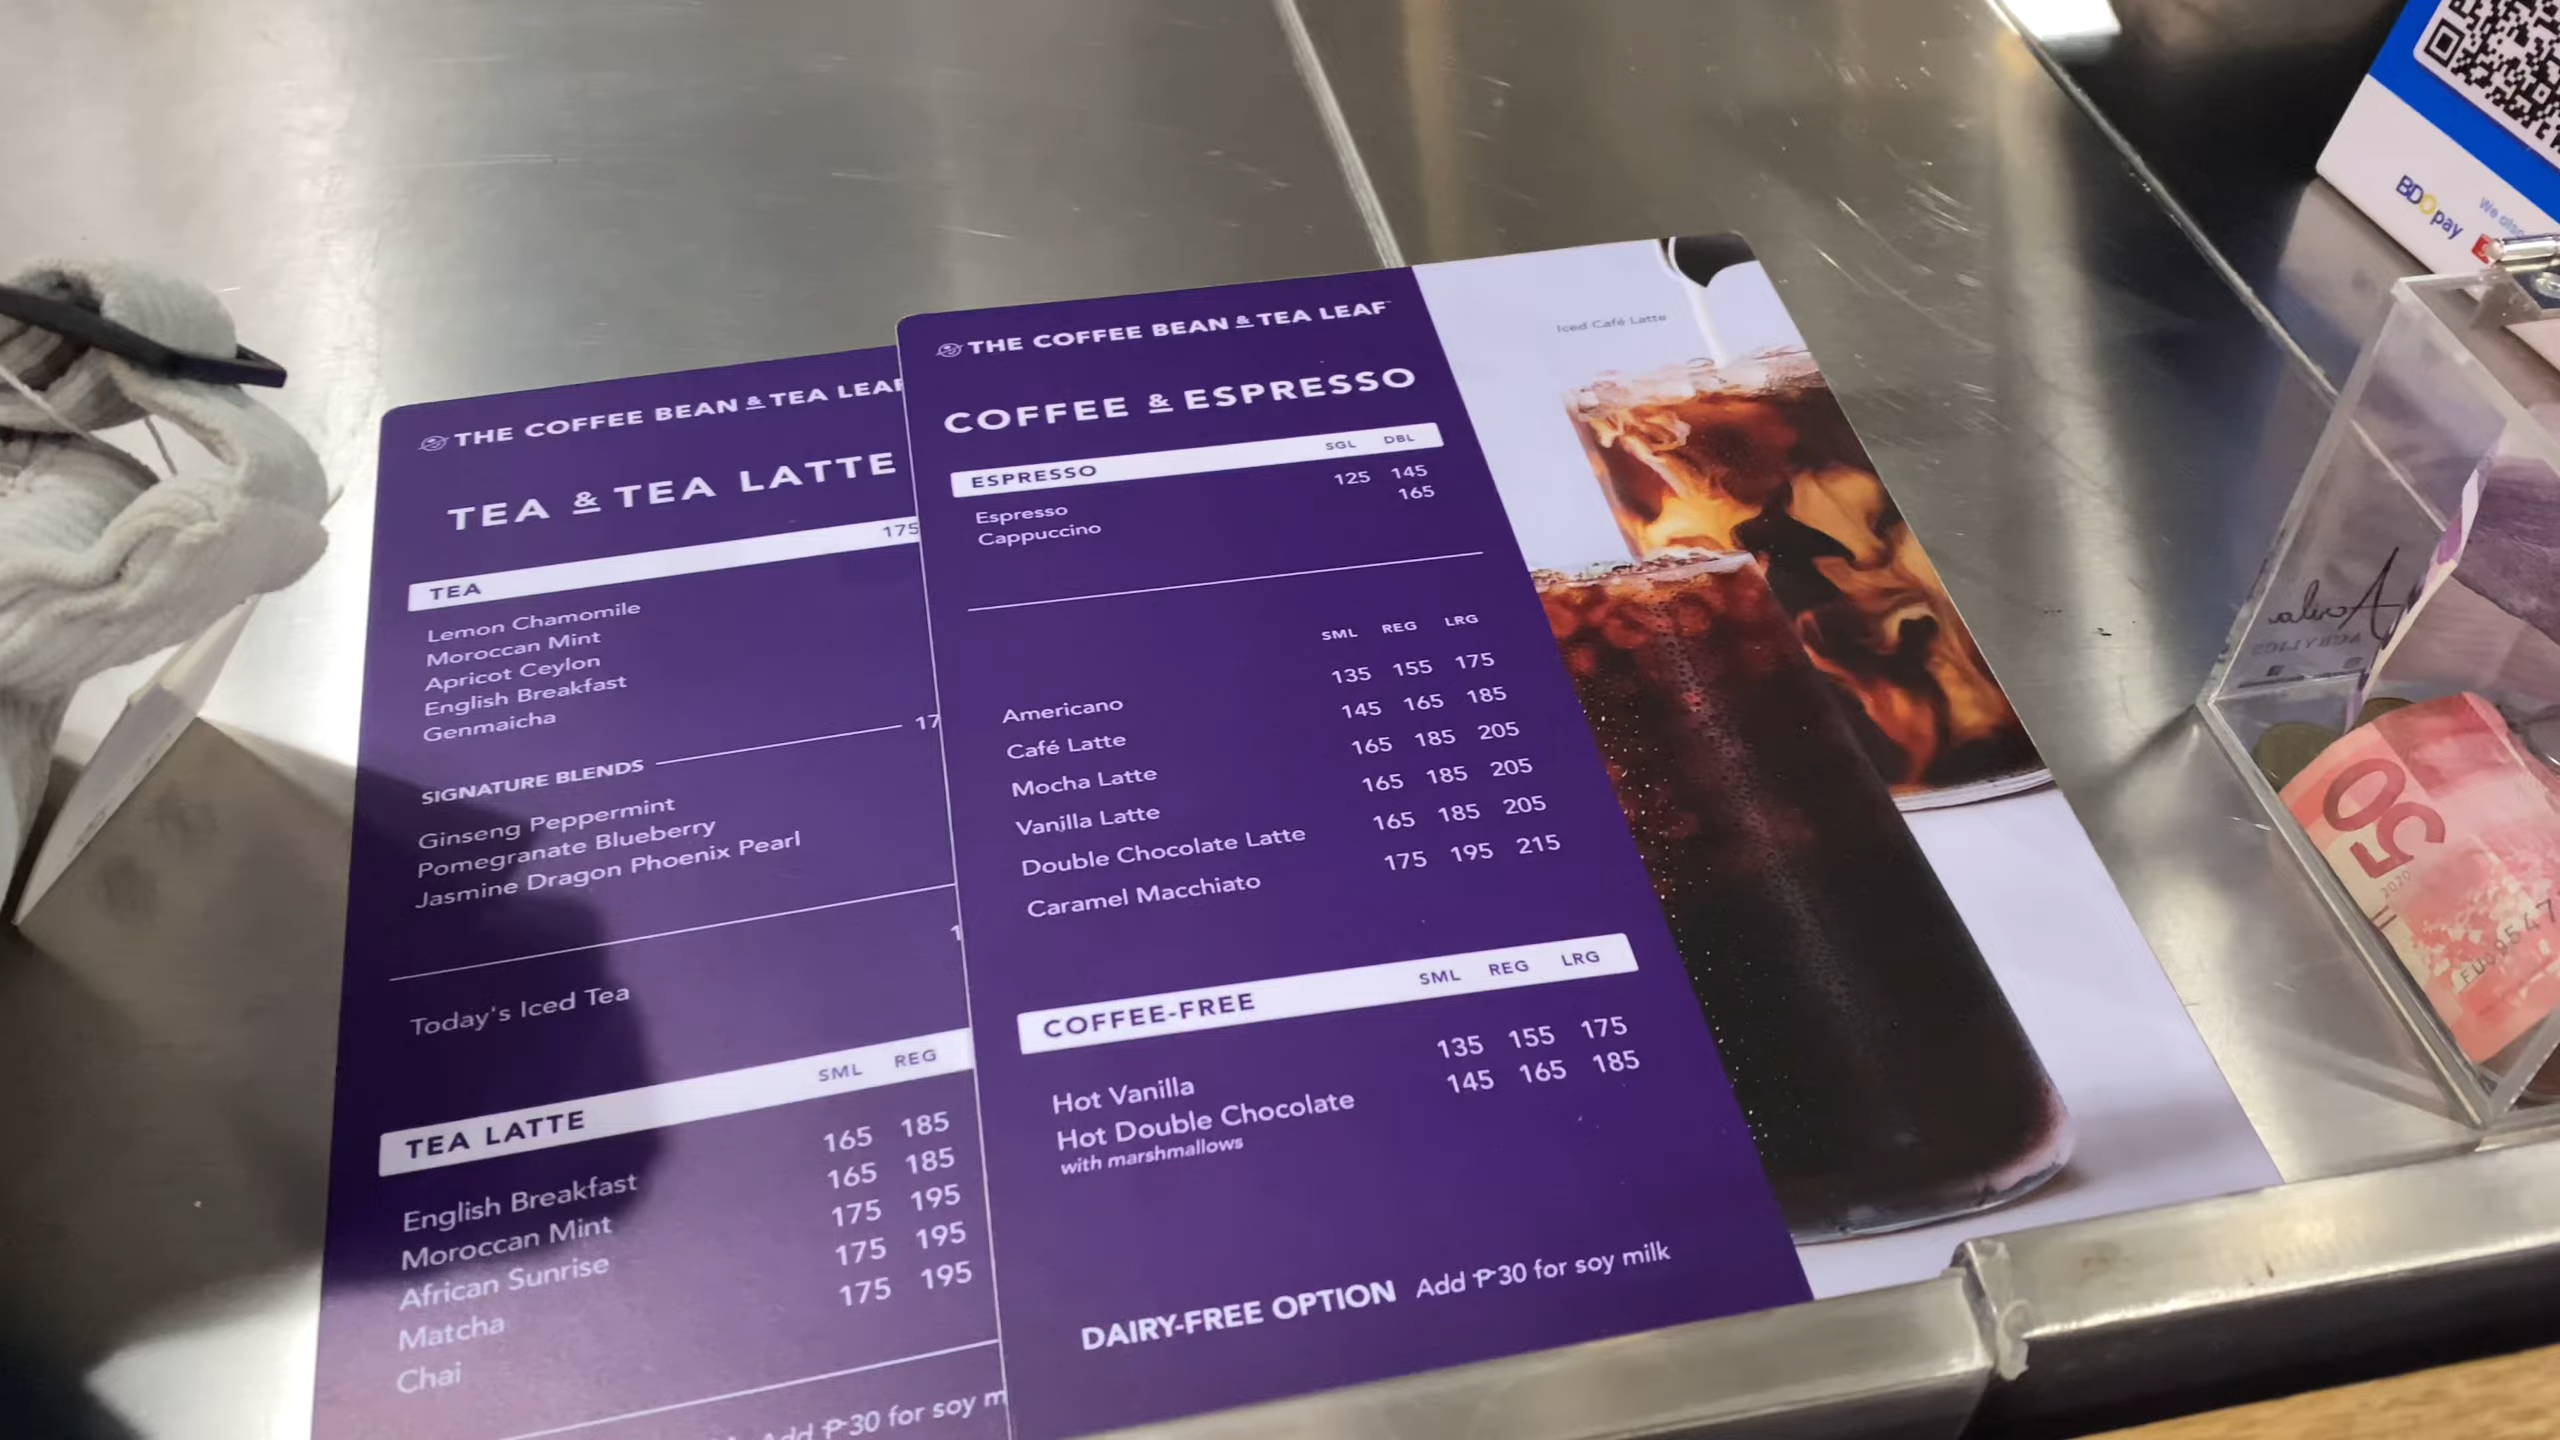 THE COFFEE BEAN & TEA LEAF
TEA & TEA LATTE
TEA 175
Lemon Chamomile
Moroccan Mint
Apricot Ceylon
English Breakfast
Genmaicha
SIGNATURE BLENDS 17
Ginseng Peppermint
Pomegranate Blueberry
Jasmine Dragon Phoenix Pearl
1
Today's Iced Tea
TEA LATTE SML REG
English Breakfast 165 185
Moroccan Mint 165 185
African Sunrise 175 195
Matcha 175 195
Chai 175 195
Add ₱30 for soy m
THE COFFEE BEAN & TEA LEAF™
COFFEE & ESPRESSO
ESPRESSO SGL DBL
Espresso 125 145
Cappuccino 165
SML REG LRG
Americano 135 155 175
Café Latte 145 165 185
Mocha Latte 165 185 205
Vanilla Latte 165 185 205
Double Chocolate Latte 165 185 205
Caramel Macchiato 175 195 215
COFFEE-FREE SML REG LRG
Hot Vanilla 135 155 175
Hot Double Chocolate 145 165 185
with marshmallows
DAIRY-FREE OPTION Add ₱30 for soy milk
Iced Café Latte
BDO pay
We also
50
2020